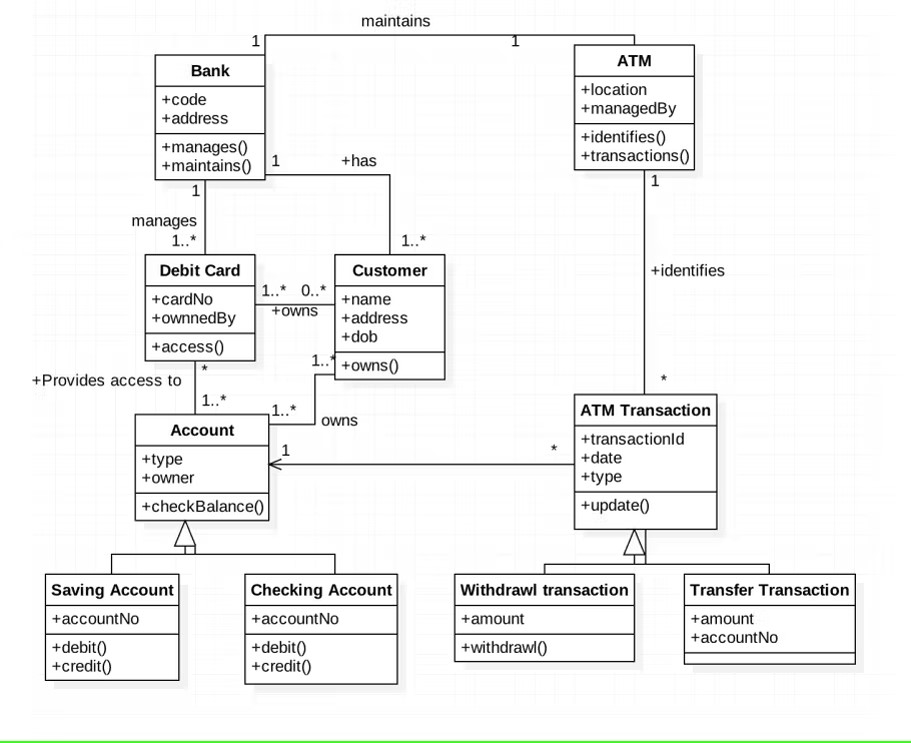 maintains
1
1
Bank
+code
+address
+manages()
+maintains()
ATM
+location
+managedBy
+identifies()
+transactions()
1
+has
1
1
manages
1..*
1..*
+identifies
Debit Card
+cardNo
+ownnedBy
+access()
1..*
0..*
+owns
Customer
+name
+address
+dob
+owns()
*
+Provides access to
1..*
1..*
1..*
owns
*
Account
+type
+owner
+checkBalance()
1
*
ATM Transaction
+transactionId
+date
+type
+update()
Saving Account
+accountNo
+debit()
+credit()
Checking Account
+accountNo
+debit()
+credit()
Withdrawl transaction
+amount
+withdrawl()
Transfer Transaction
+amount
+accountNo